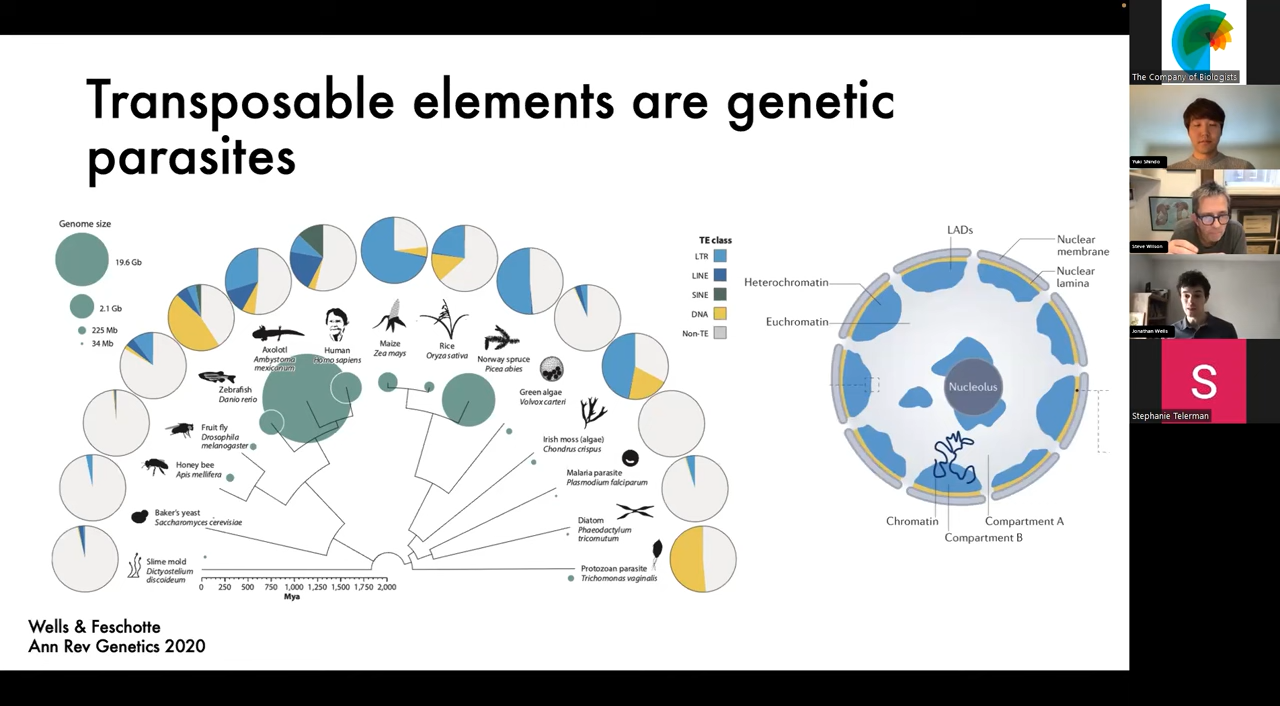 Transposable elements are genetic
parasites
Genome size
19.6 Gb
2.1 Gb
225 Mb
34 Mb
TE class
LTR
LINE
SINE
DNA
Non-TE
Axolotl
Ambystoma
mexicanum
Human
Homo sapiens
Maize
Zea mays
Rice
Oryza sativa
Norway spruce
Picea abies
Zebrafish
Danio rerio
Green algae
Volvox carteri
Fruit fly
Drosophila
melanogaster
Irish moss (algae)
Chondrus crispus
Honey bee
Apis mellifera
Malaria parasite
Plasmodium falciparum
Baker's yeast
Saccharomyces cerevisiae
Diatom
Phaeodactylum
tricornutum
Slime mold
Dictyostelium
discoideum
Protozoan parasite
Trichomonas vaginalis
0 250 500 750 1,000 1,250 1,500 1,750 2,000
Mya
LADs
Nuclear
membrane
Nuclear
lamina
Heterochromatin
Euchromatin
Nucleolus
Chromatin
Compartment A
Compartment B
Wells & Feschotte
Ann Rev Genetics 2020
The Company of Biologists
Yuki Shindo
Steve Wilson
Jonathan Wells
S
Stephanie Telerman